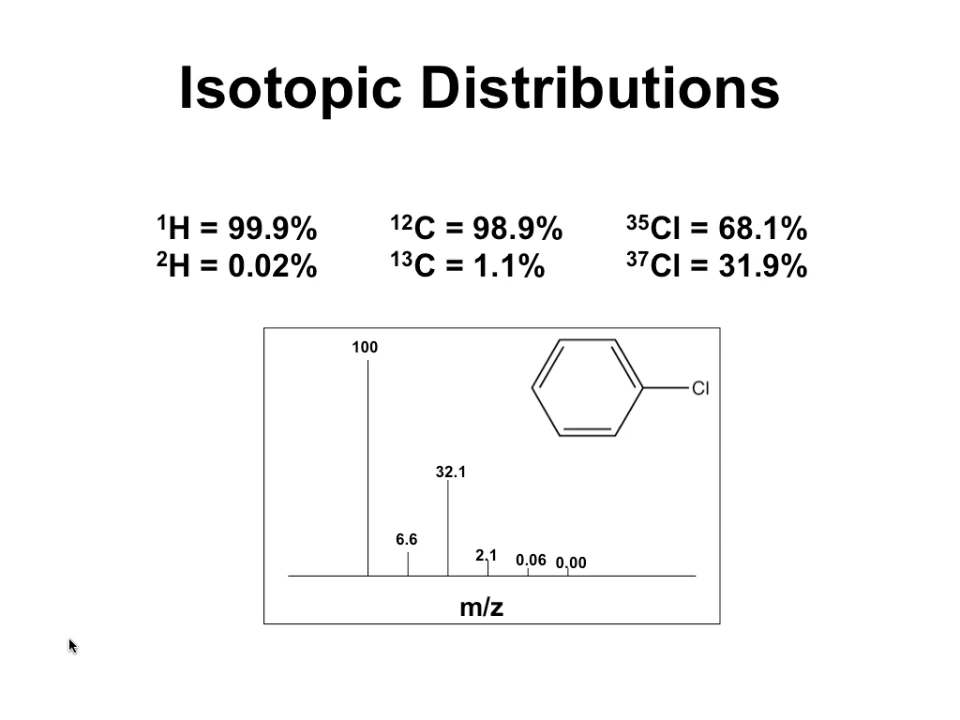 Isotopic Distributions
¹H = 99.9% ¹²C = 98.9% ³⁵Cl = 68.1%
²H = 0.02% ¹³C = 1.1% ³⁷Cl = 31.9%
100
Cl
32.1
6.6
2.1 0.06 0.00
m/z